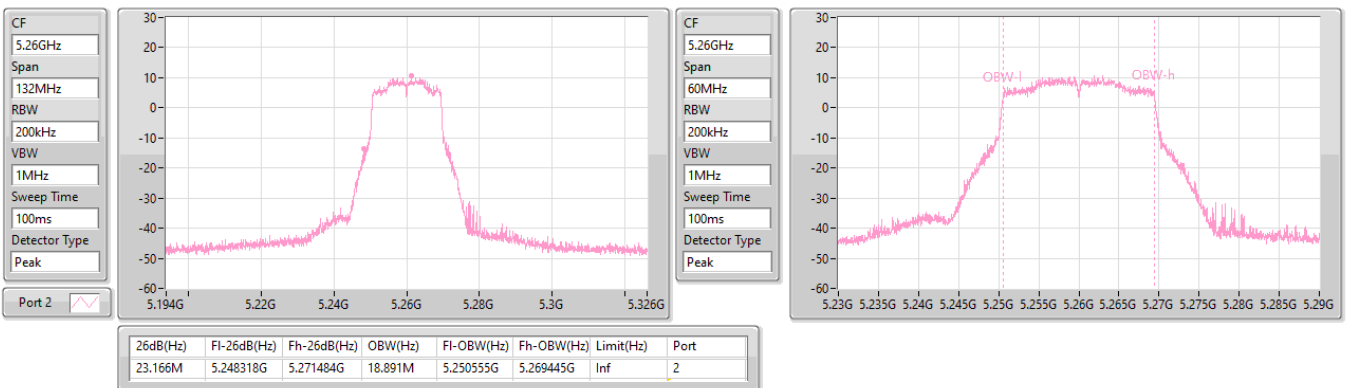 CF
5.26GHz
Span
132MHz
RBW
200kHz
VBW
1MHz
Sweep Time
100ms
Detector Type
Peak
Port 2
30
20
10
0
-10
-20
-30
-40
-50
-60
5.194G 5.22G 5.24G 5.26G 5.28G 5.3G 5.326G
CF
5.26GHz
Span
60MHz
RBW
200kHz
VBW
1MHz
Sweep Time
100ms
Detector Type
Peak
30
20
10
0
-10
-20
-30
-40
-50
-60
OBW-l OBW-h
5.23G 5.235G 5.24G 5.245G 5.25G 5.255G 5.26G 5.265G 5.27G 5.275G 5.28G 5.285G 5.29G
26dB(Hz) Fl-26dB(Hz) Fh-26dB(Hz) OBW(Hz) Fl-OBW(Hz) Fh-OBW(Hz) Limit(Hz) Port
23.166M 5.248318G 5.271484G 18.891M 5.250555G 5.269445G Inf 2